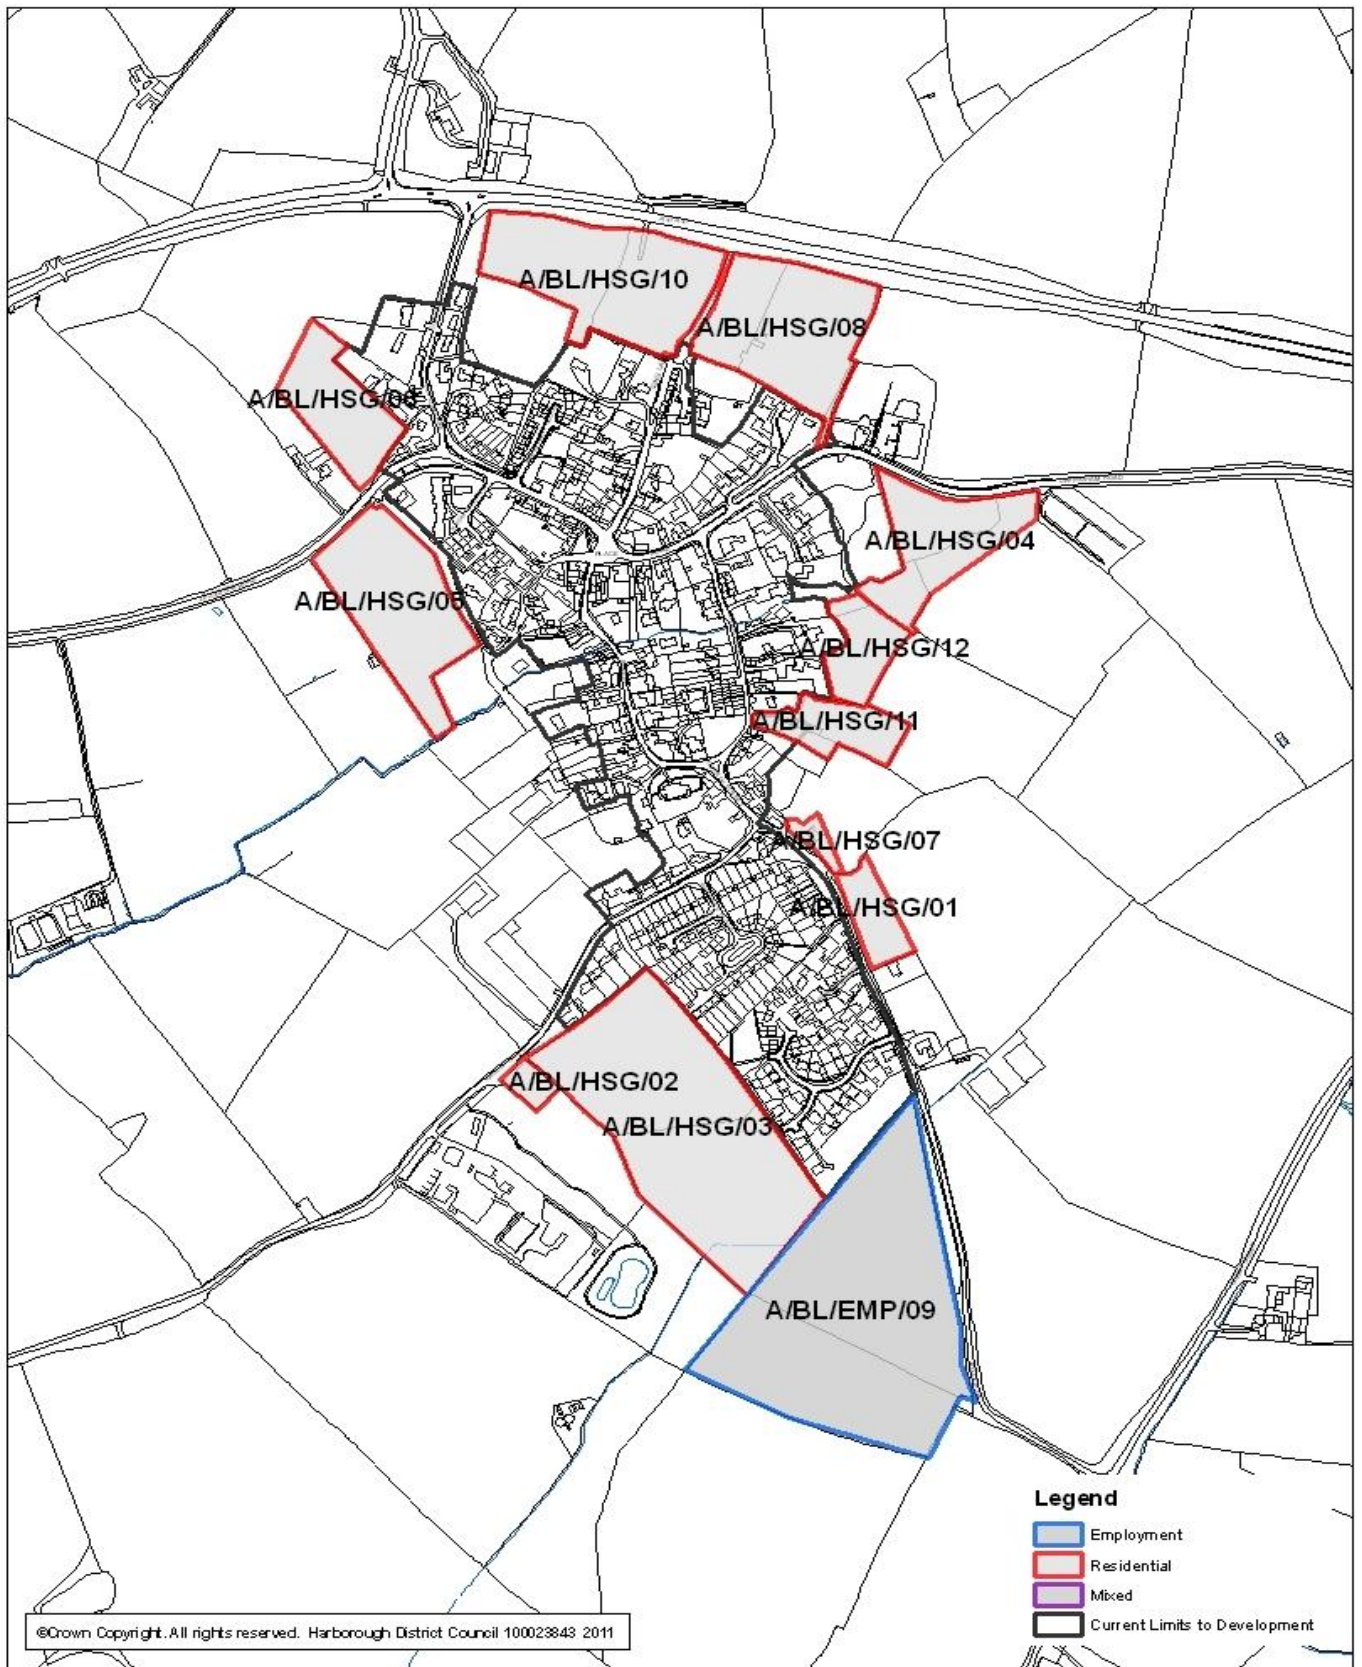 A/BL/HSG/10
A/BL/HSG/08
A/BL/HSG/06
A/BL/HSG/04
A/BL/HSG/05
A/BL/HSG/12
A/BL/HSG/11
A/BL/HSG/07
A/BL/HSG/01
A/BL/HSG/02
A/BL/HSG/03
A/BL/EMP/09
Legend
Employment
Residential
Mixed
Current Limits to Development
©Crown Copyright. All rights reserved. Harborough District Council 100023843 2011